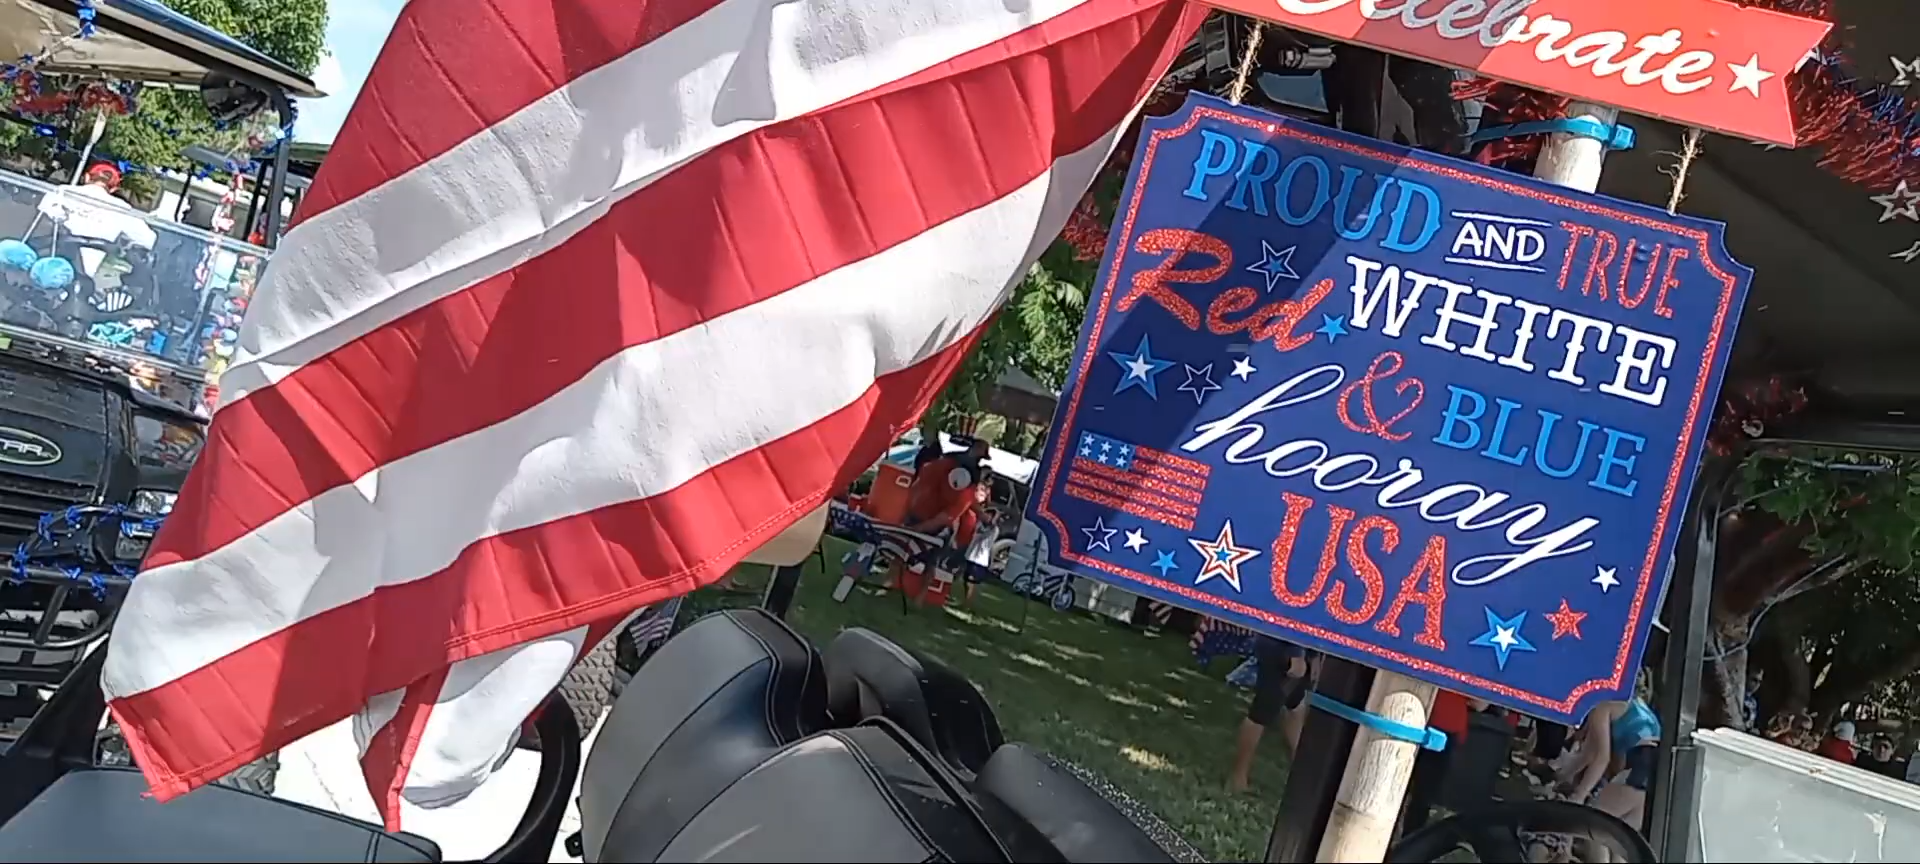 Celebrate
PROUD AND TRUE
Red WHITE
& BLUE
hooray
USA